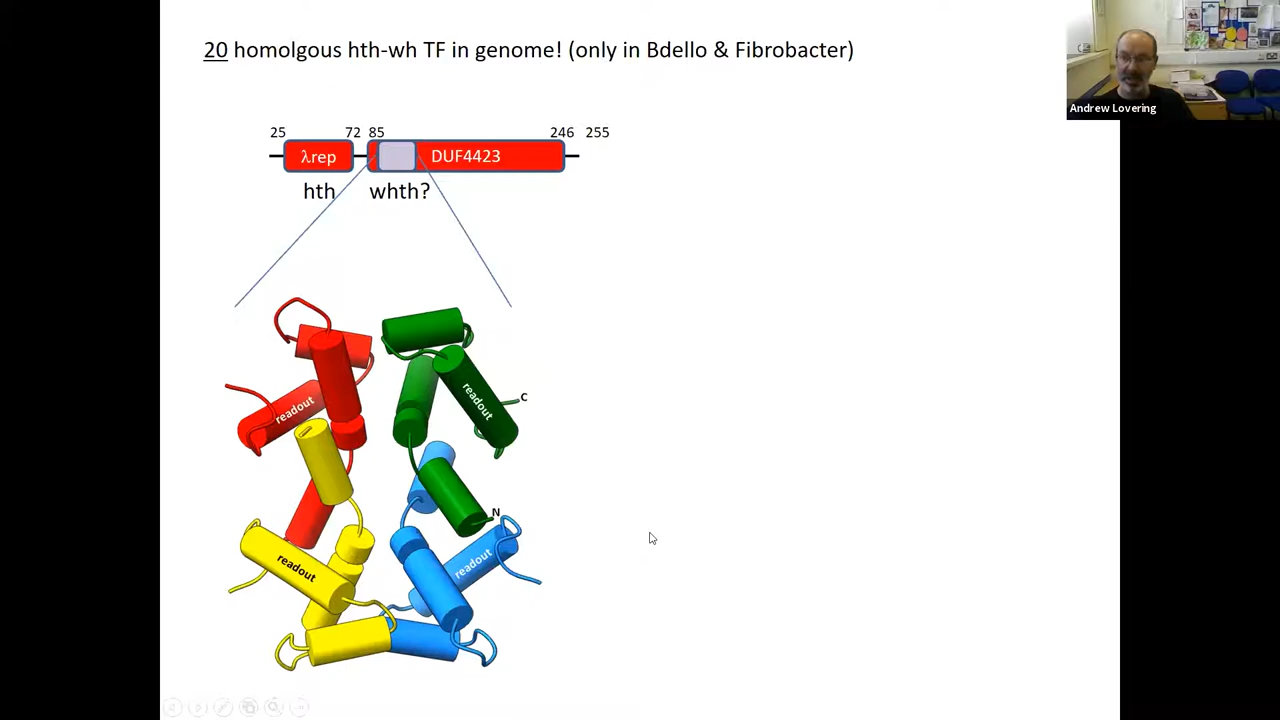 20 homolgous hth-wh TF in genome! (only in Bdello & Fibrobacter)
Andrew Lovering
25 72 85 246 255
λrep DUF4423
hth whth?
readout
readout
C
N
readout
readout